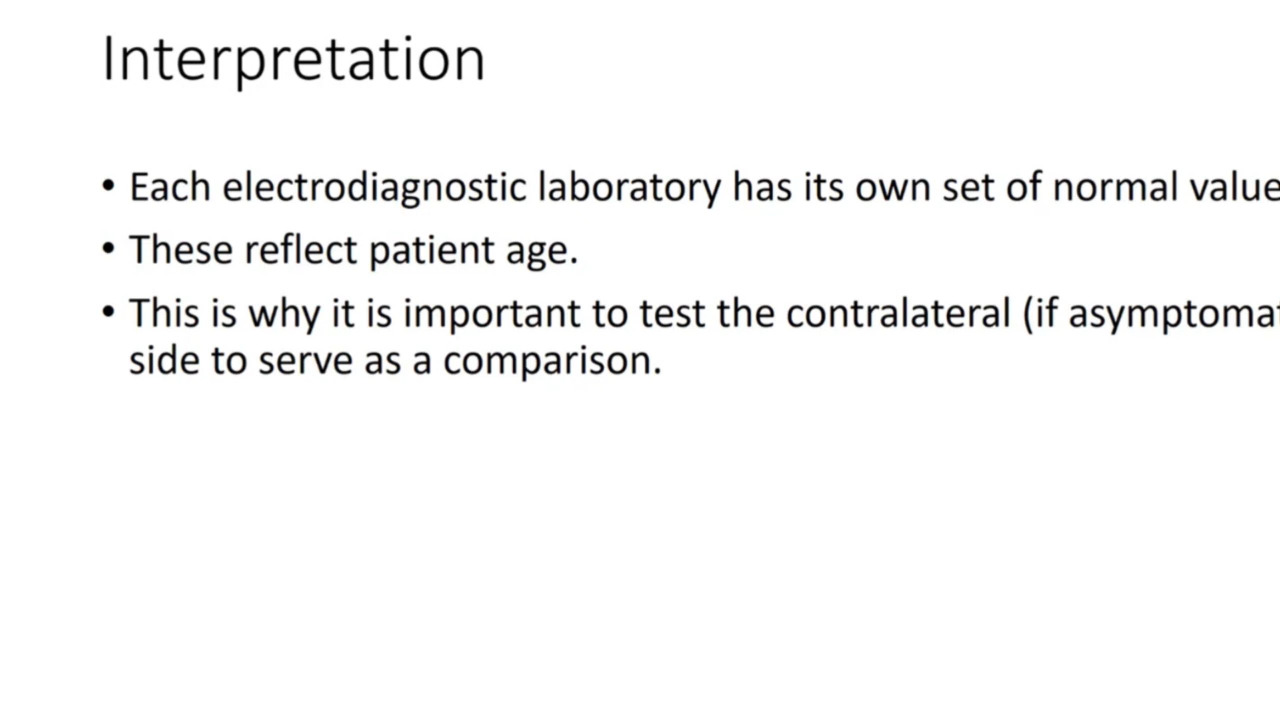 Interpretation
• Each electrodiagnostic laboratory has its own set of normal value
• These reflect patient age.
• This is why it is important to test the contralateral (if asymptomat
side to serve as a comparison.